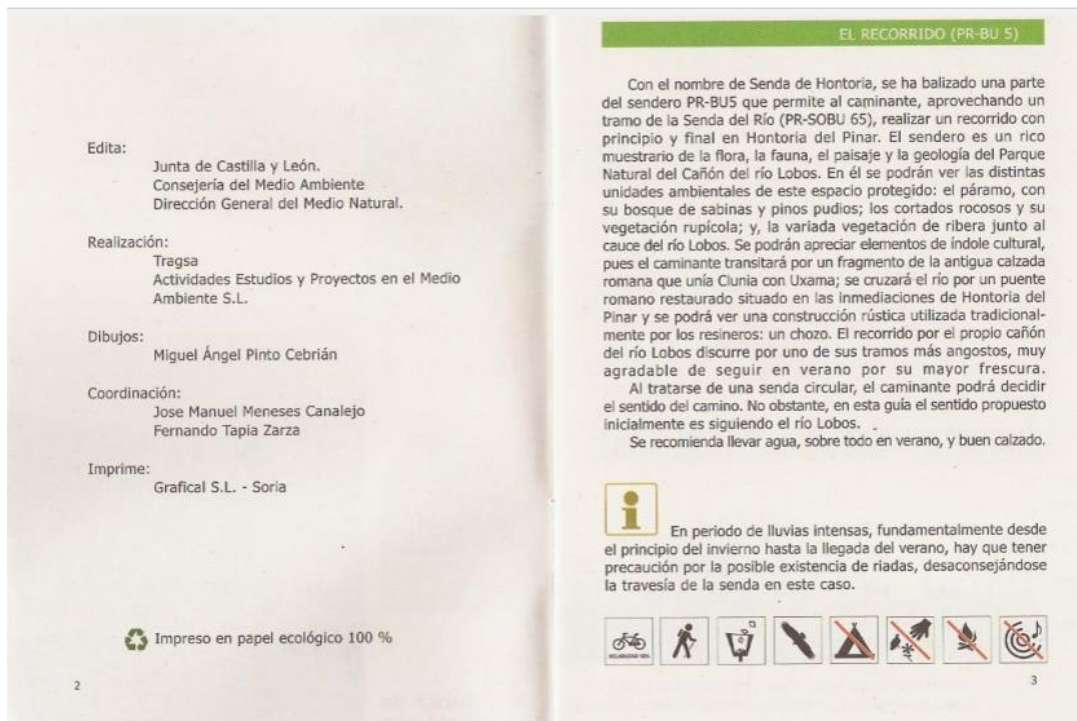 Edita:
Junta de Castilla y León.
Consejería del Medio Ambiente
Dirección General del Medio Natural.
Realización:
Tragsa
Actividades Estudios y Proyectos en el Medio
Ambiente S.L.
Dibujos:
Miguel Ángel Pinto Cebrián
Coordinación:
Jose Manuel Meneses Canalejo
Fernando Tapia Zarza
Imprime:
Grafical S.L. - Soria
Impreso en papel ecológico 100 %
2
EL RECORRIDO (PR-BU 5)
Con el nombre de Senda de Hontoria, se ha balizado una parte
del sendero PR-BU5 que permite al caminante, aprovechando un
tramo de la Senda del Río (PR-SOBU 65), realizar un recorrido con
principio y final en Hontoria del Pinar. El sendero es un rico
muestrario de la flora, la fauna, el paisaje y la geología del Parque
Natural del Cañón del río Lobos. En él se podrán ver las distintas
unidades ambientales de este espacio protegido: el páramo, con
su bosque de sabinas y pinos pudios; los cortados rocosos y su
vegetación rupícola; y, la variada vegetación de ribera junto al
cauce del río Lobos. Se podrán apreciar elementos de índole cultural,
pues el caminante transitará por un fragmento de la antigua calzada
romana que unía Clunia con Uxama; se cruzará el río por un puente
romano restaurado situado en las inmediaciones de Hontoria del
Pinar y se podrá ver una construcción rústica utilizada tradicional-
mente por los resineros: un chozo. El recorrido por el propio cañón
del río Lobos discurre por uno de sus tramos más angostos, muy
agradable de seguir en verano por su mayor frescura.
Al tratarse de una senda circular, el caminante podrá decidir
el sentido del camino. No obstante, en esta guía el sentido propuesto
inicialmente es siguiendo el río Lobos.
Se recomienda llevar agua, sobre todo en verano, y buen calzado.
En periodo de lluvias intensas, fundamentalmente desde
el principio del invierno hasta la llegada del verano, hay que tener
precaución por la posible existencia de riadas, desaconsejándose
la travesía de la senda en este caso.
3